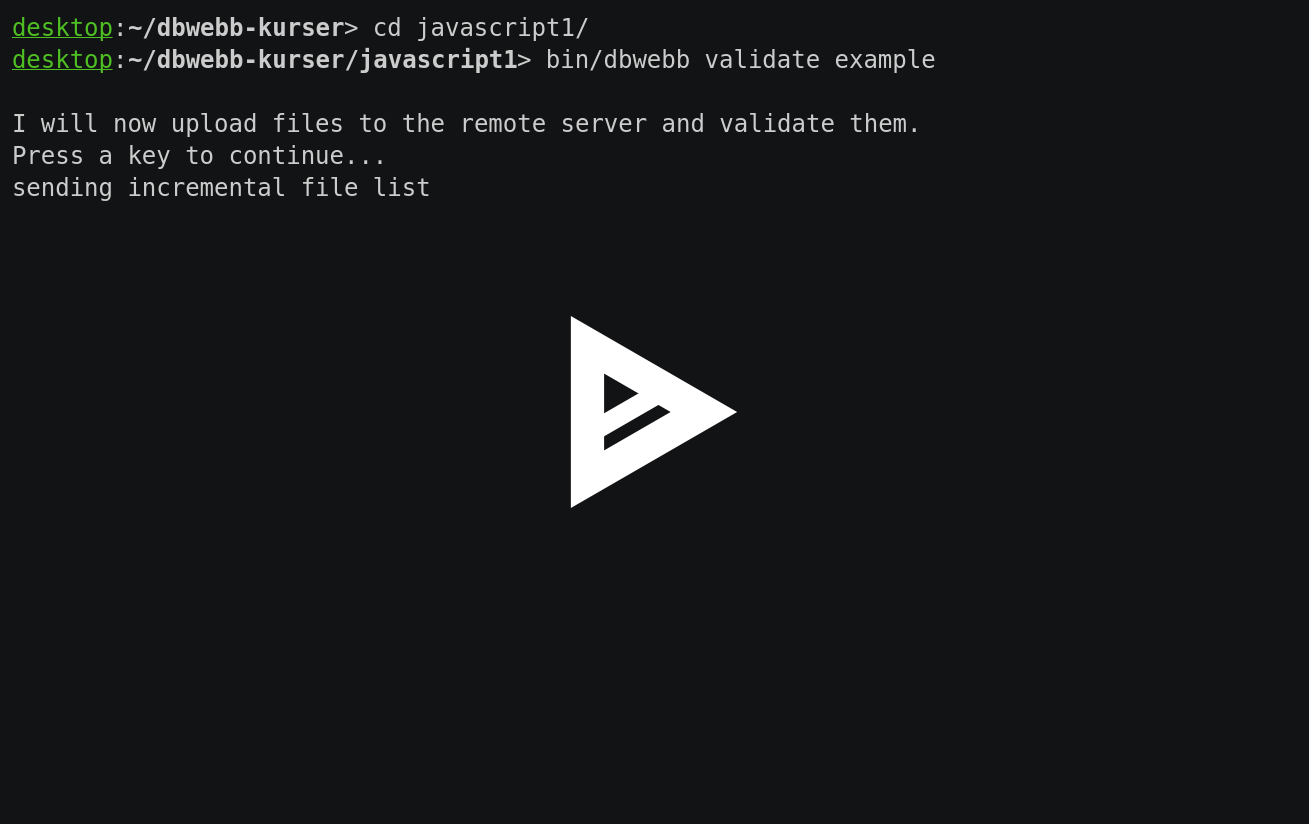 desktop:~/dbwebb-kurser> cd javascript1/
desktop:~/dbwebb-kurser/javascript1> bin/dbwebb validate example
I will now upload files to the remote server and validate them.
Press a key to continue...
sending incremental file list